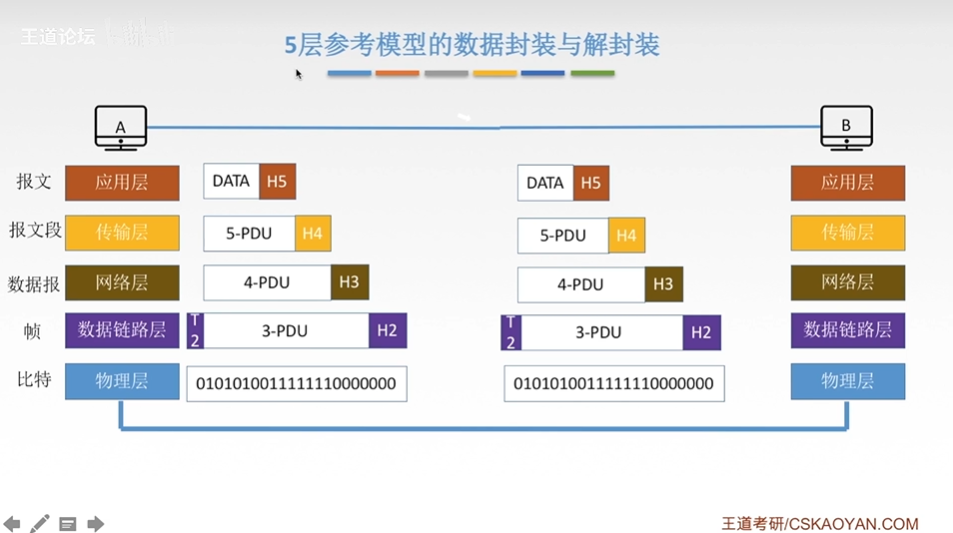 王道论坛
5层参考模型的数据封装与解封装
A
B
报文 应用层 DATA H5 DATA H5 应用层
报文段 传输层 5-PDU H4 5-PDU H4 传输层
数据报 网络层 4-PDU H3 4-PDU H3 网络层
帧 数据链路层 T2 3-PDU H2 T2 3-PDU H2 数据链路层
比特 物理层 0101010011111110000000 0101010011111110000000 物理层
王道考研/CSKAOYAN.COM